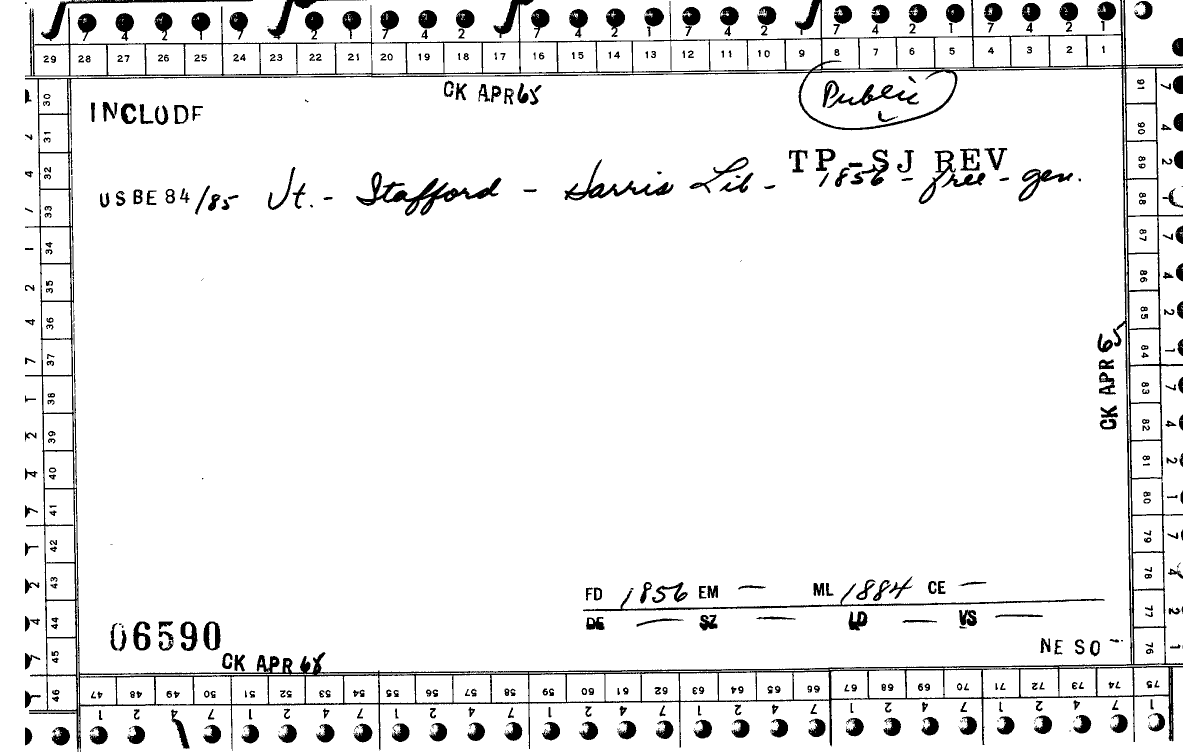 7 4 2 1 7 2 1 7 4 2 7 4 2 1 7 4 2 7 4 2 1 7 4 2 1
29 28 27 26 25 24 23 22 21 20 19 18 17 16 15 14 13 12 11 10 9 8 7 6 5 4 3 2 1
CK APR 65
Public
INCLUDE
TP-SJ REV
USBE 84/85 Vt. - Stafford - Harris Lib - 1856 - free - gen.
30 31 32 33 34 35 36 37 38 39 40 41 42 43 44 45 46
91 90 89 88 87 86 85 84 83 82 81 80 79 78 77 76
CK APR 65
FD 1856 EM — ML 1884 CE —
DE — SZ — LD — VS —
06590
NE SO -
CK APR 68
47 48 49 50 51 52 53 54 55 56 57 58 59 60 61 62 63 64 65 66 67 68 69 70 71 72 73 74 75